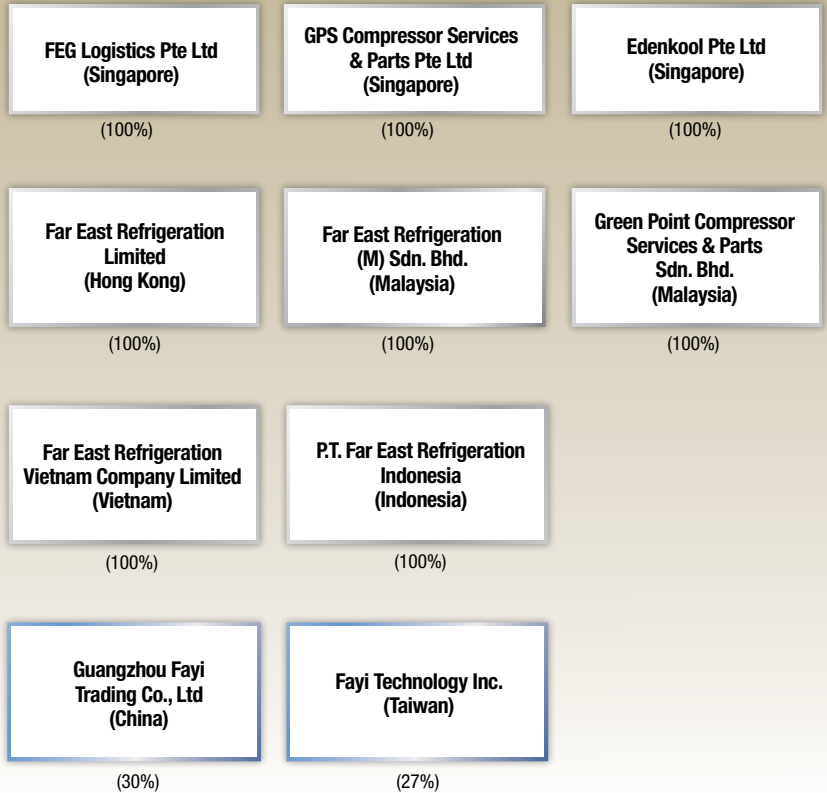 FEG Logistics Pte Ltd
(Singapore)
(100%)
GPS Compressor Services
& Parts Pte Ltd
(Singapore)
(100%)
Edenkool Pte Ltd
(Singapore)
(100%)
Far East Refrigeration
Limited
(Hong Kong)
(100%)
Far East Refrigeration
(M) Sdn. Bhd.
(Malaysia)
(100%)
Green Point Compressor
Services & Parts
Sdn. Bhd.
(Malaysia)
(100%)
Far East Refrigeration
Vietnam Company Limited
(Vietnam)
(100%)
P.T. Far East Refrigeration
Indonesia
(Indonesia)
(100%)
Guangzhou Fayi
Trading Co., Ltd
(China)
(30%)
Fayi Technology Inc.
(Taiwan)
(27%)